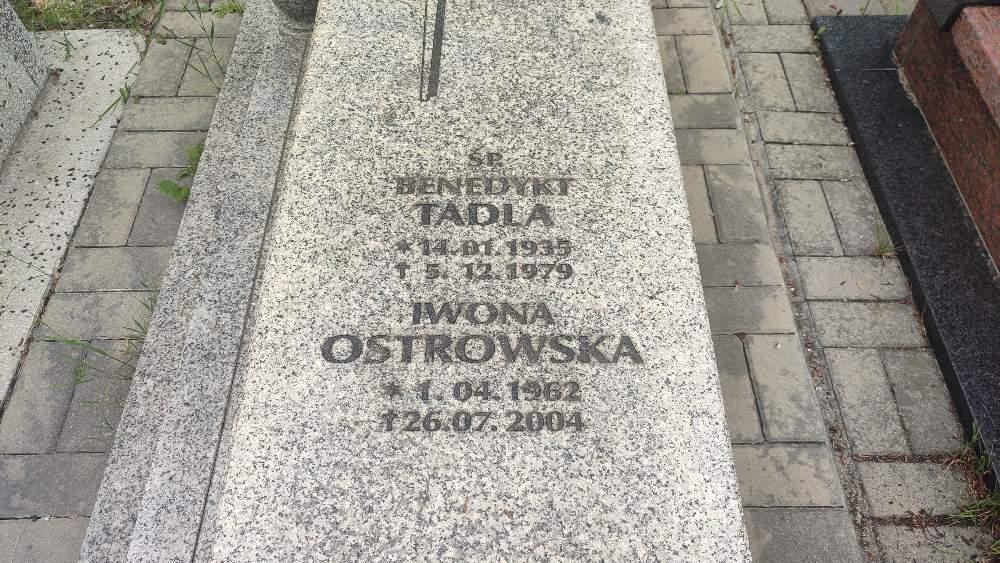 ŚP.
BENEDYKT
TADLA
* 14.01.1935
† 5.12.1979
IWONA
OSTROWSKA
* 1.04.1962
†26.07.2004